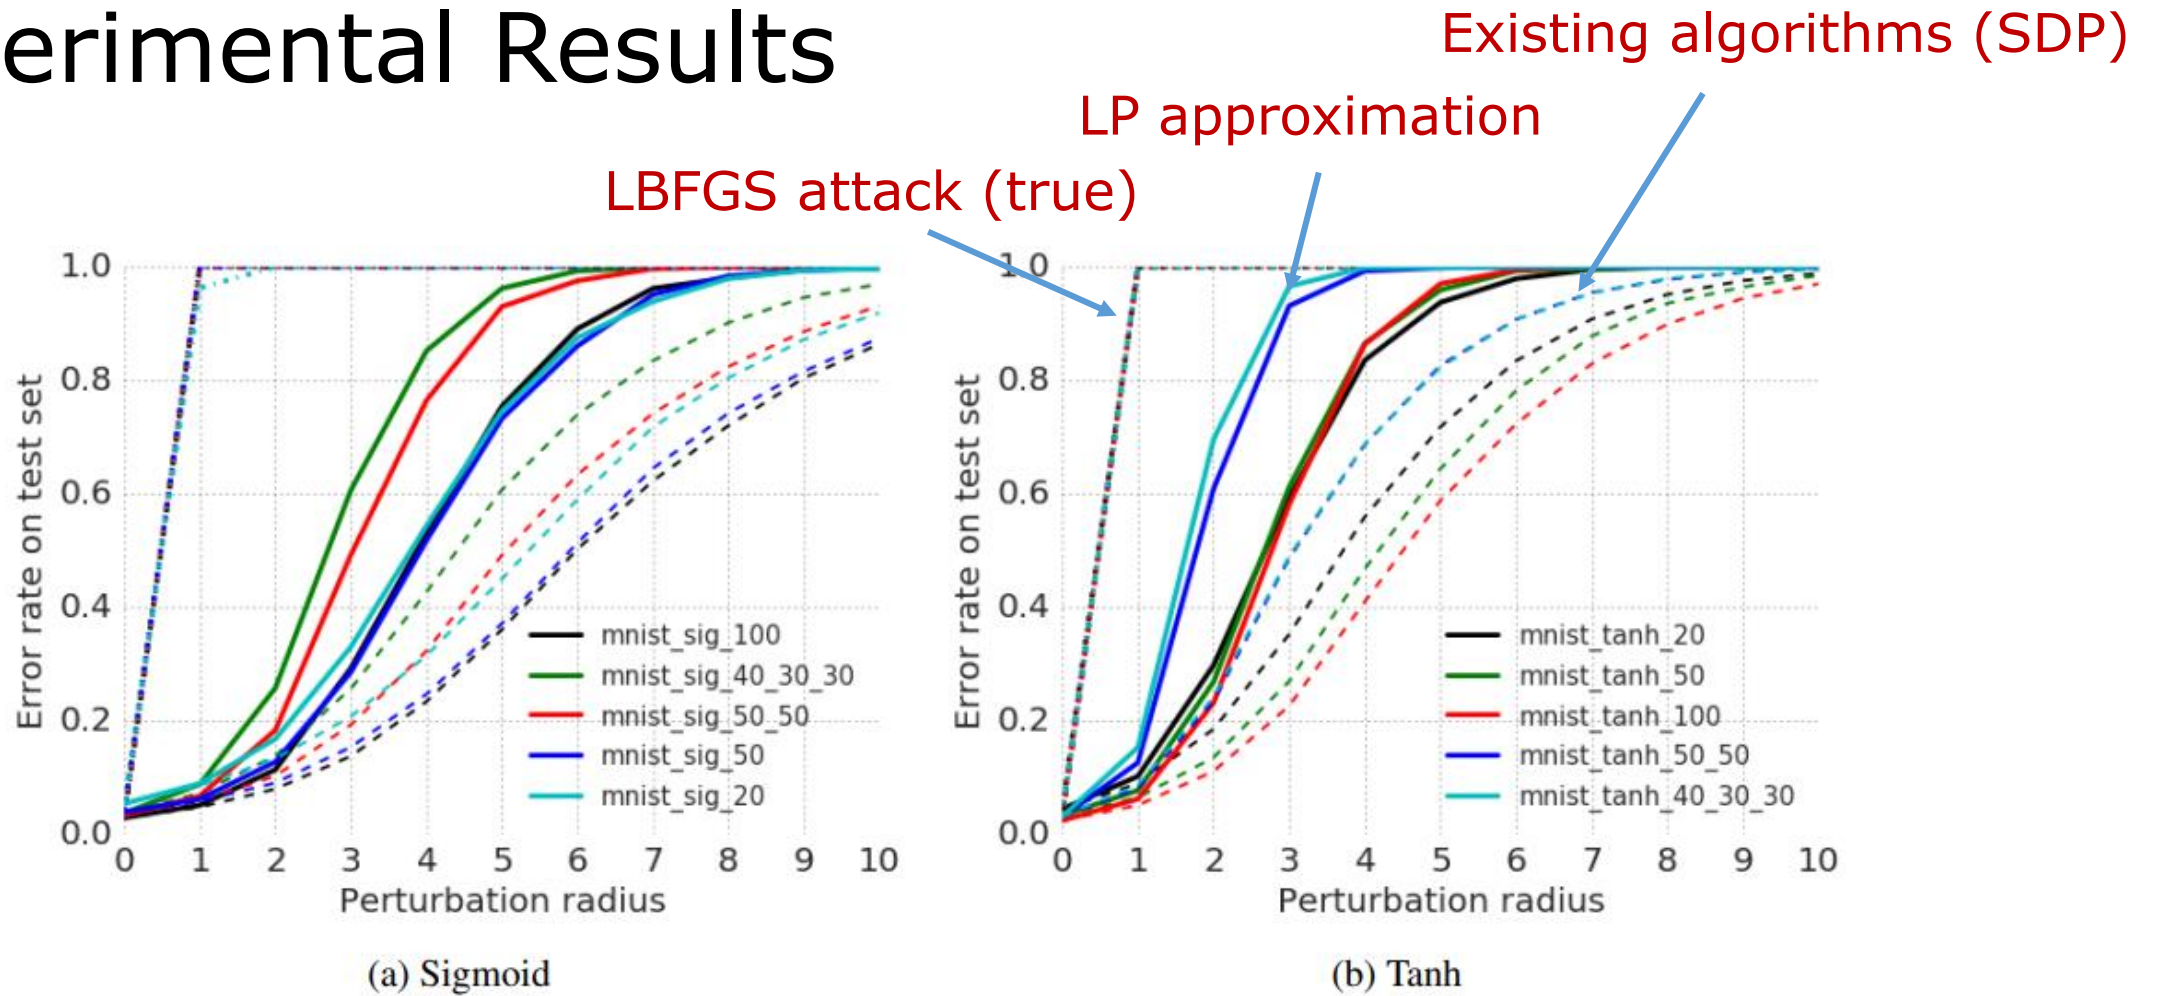 erimental Results
Existing algorithms (SDP)
LP approximation
LBFGS attack (true)
Error rate on test set
1.0
0.8
0.6
0.4
0.2
0.0
mnist_sig_100
mnist_sig_40_30_30
mnist_sig_50_50
mnist_sig_50
mnist_sig_20
0 1 2 3 4 5 6 7 8 9 10
Perturbation radius
(a) Sigmoid
Error rate on test set
1.0
0.8
0.6
0.4
0.2
0.0
mnist_tanh_20
mnist_tanh_50
mnist_tanh_100
mnist_tanh_50_50
mnist_tanh_40_30_30
0 1 2 3 4 5 6 7 8 9 10
Perturbation radius
(b) Tanh